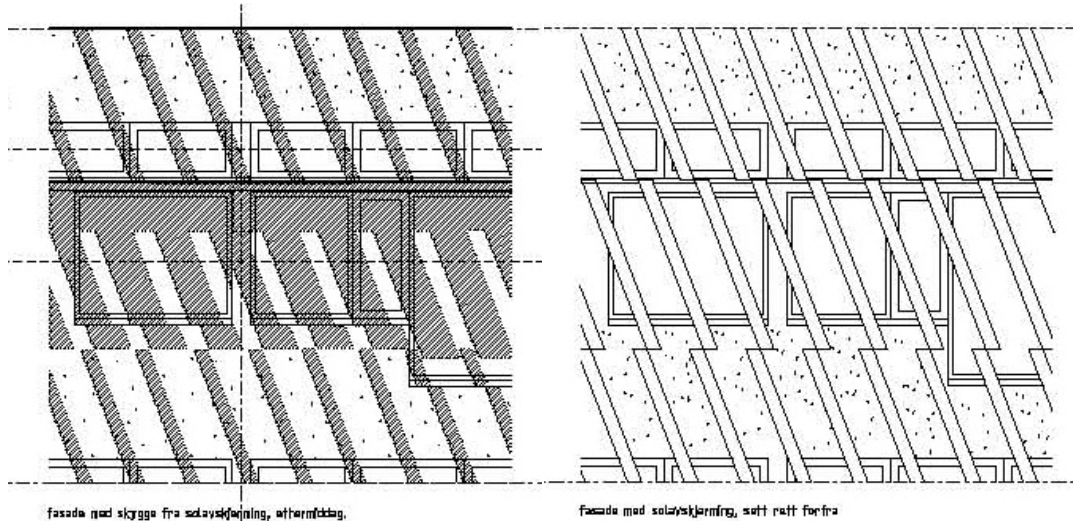 fasade med skygge fra solavskjerming, ettermiddag.
fasade med solavskjerming, sett rett forfra